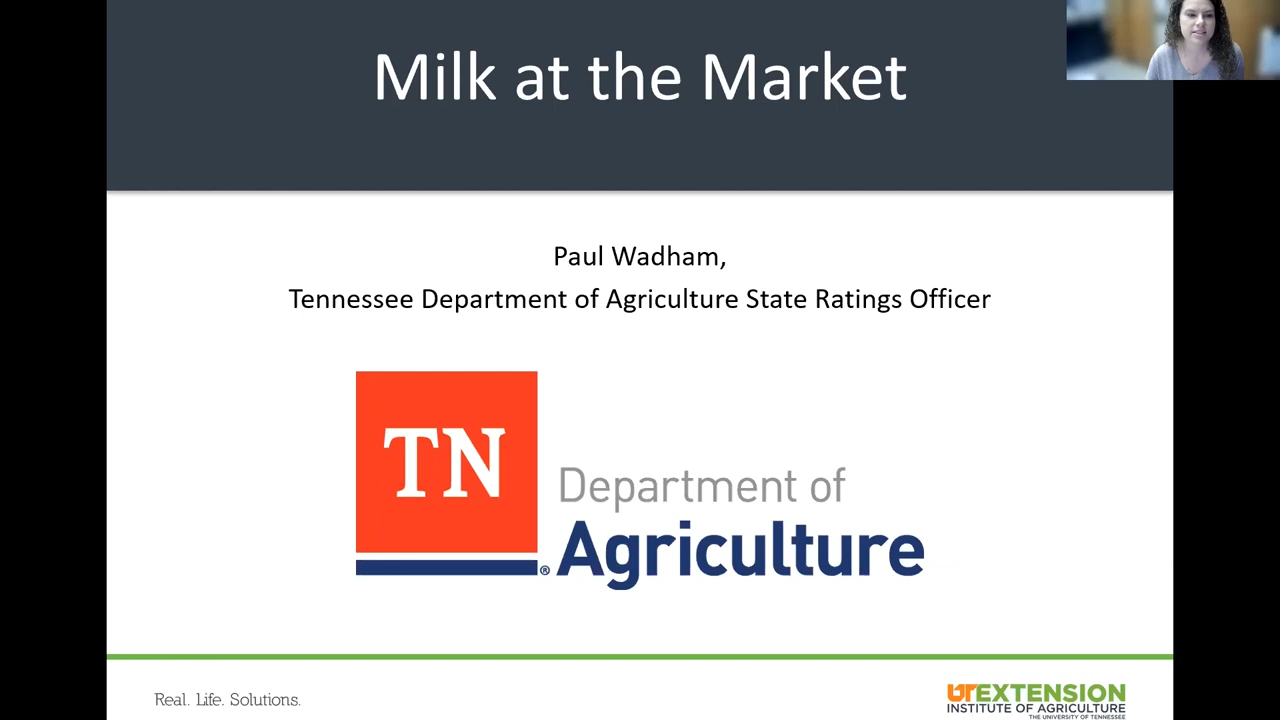 Milk at the Market
Paul Wadham,
Tennessee Department of Agriculture State Ratings Officer
TN
Department of
®Agriculture
Real. Life. Solutions.
UTEXTENSION
INSTITUTE OF AGRICULTURE
THE UNIVERSITY OF TENNESSEE